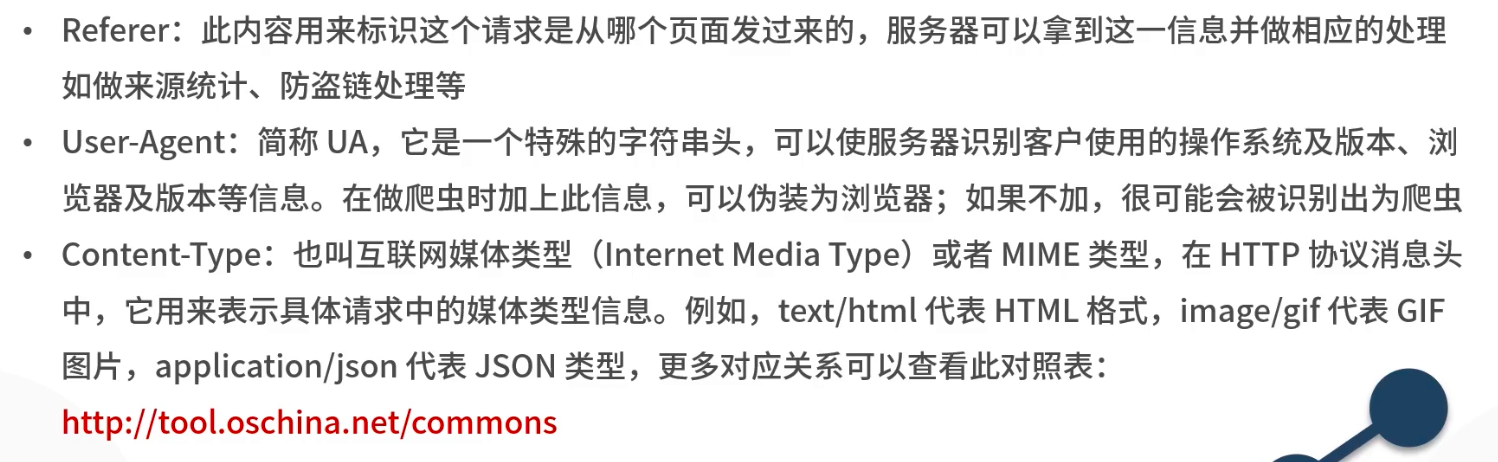 • Referer：此内容用来标识这个请求是从哪个页面发过来的，服务器可以拿到这一信息并做相应的处理
如做来源统计、防盗链处理等
• User-Agent：简称 UA，它是一个特殊的字符串头，可以使服务器识别客户使用的操作系统及版本、浏
览器及版本等信息。在做爬虫时加上此信息，可以伪装为浏览器；如果不加，很可能会被识别出为爬虫
• Content-Type：也叫互联网媒体类型（Internet Media Type）或者 MIME 类型，在 HTTP 协议消息头
中，它用来表示具体请求中的媒体类型信息。例如，text/html 代表 HTML 格式，image/gif 代表 GIF
图片，application/json 代表 JSON 类型，更多对应关系可以查看此对照表：
http://tool.oschina.net/commons